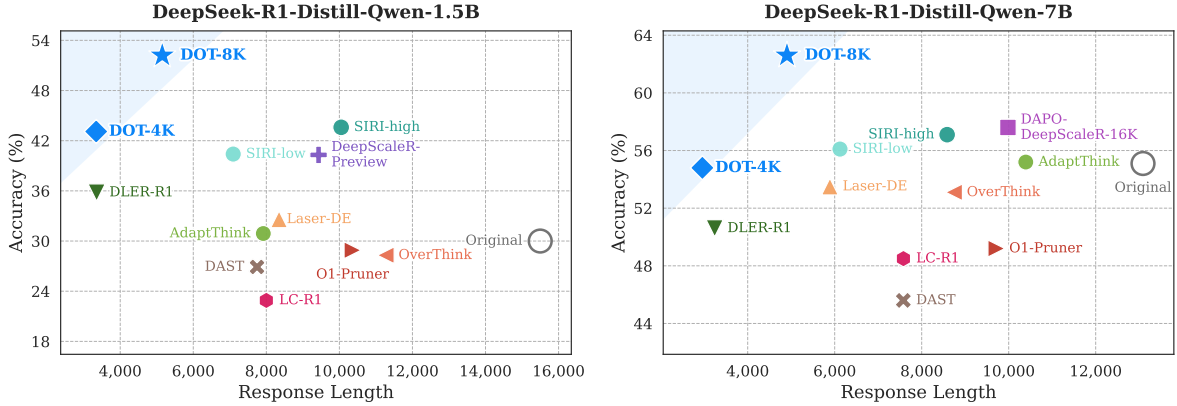 DeepSeek-R1-Distill-Qwen-1.5B
Accuracy (%)
54
48
42
36
30
24
18
DOT-8K
DOT-4K
SIRI-high
SIRI-low
DeepScaleR-
Preview
DLER-R1
Laser-DE
AdaptThink
Original
OverThink
DAST
O1-Pruner
LC-R1
4,000
6,000
8,000
10,000
12,000
14,000
16,000
Response Length
DeepSeek-R1-Distill-Qwen-7B
Accuracy (%)
64
60
56
52
48
44
DOT-8K
DAPO-
DeepScaleR-16K
SIRI-high
SIRI-low
AdaptThink
DOT-4K
Original
Laser-DE
OverThink
DLER-R1
O1-Pruner
LC-R1
DAST
4,000
6,000
8,000
10,000
12,000
Response Length